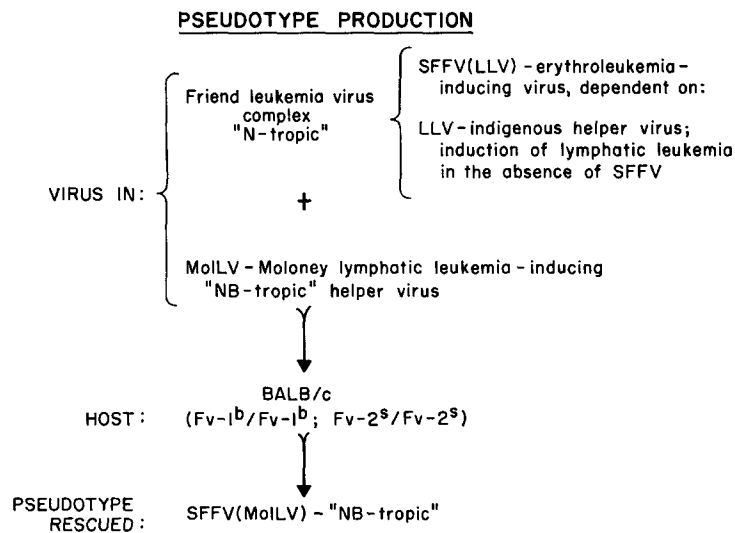 PSEUDOTYPE PRODUCTION
Friend leukemia virus
complex
"N-tropic"
SFFV(LLV) - erythroleukemia-
inducing virus, dependent on:
LLV - indigenous helper virus;
induction of lymphatic leukemia
in the absence of SFFV
VIRUS IN:
+
MolLV - Moloney lymphatic leukemia - inducing
"NB-tropic" helper virus
BALB/c
HOST: (Fv-1ᵇ/Fv-1ᵇ; Fv-2ˢ/Fv-2ˢ)
PSEUDOTYPE
RESCUED: SFFV(MolLV) - "NB-tropic"